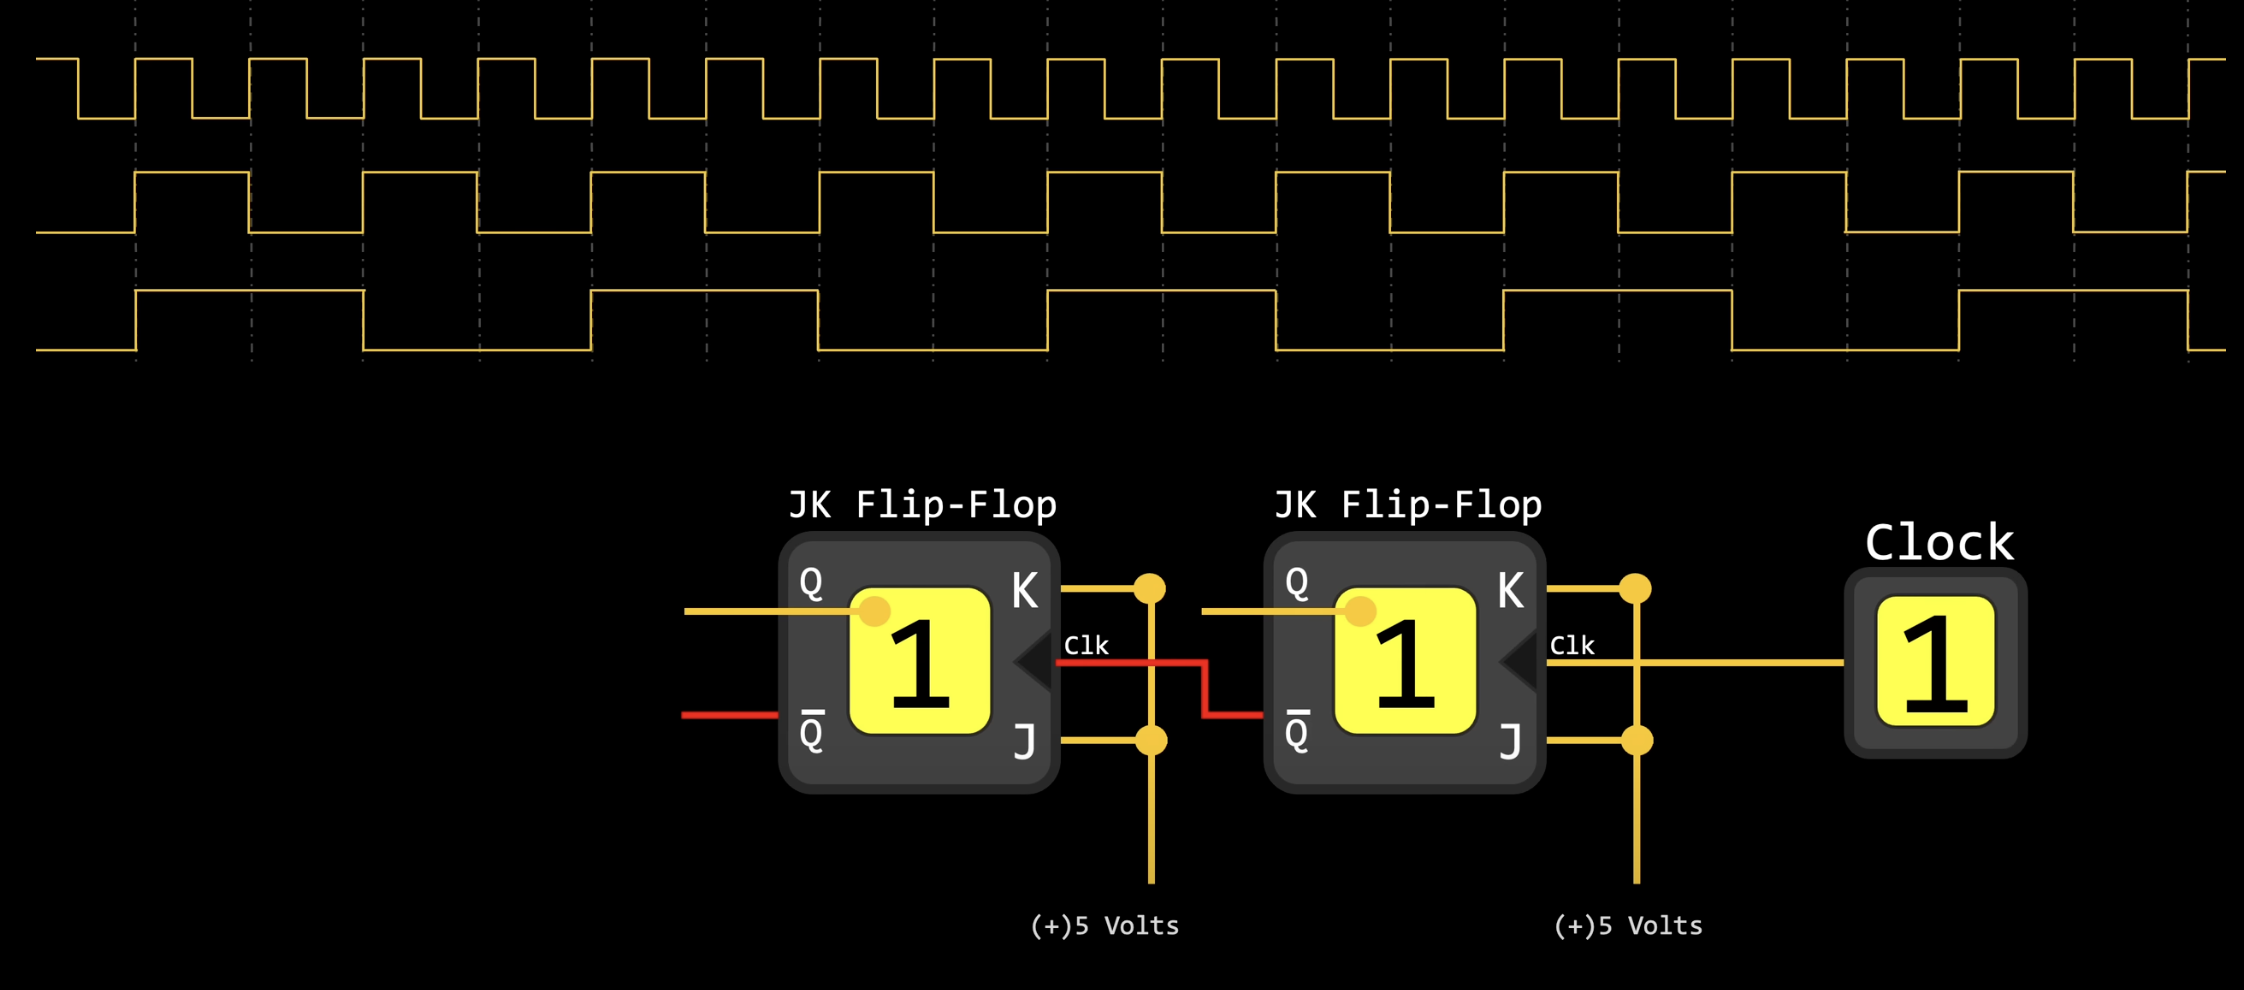 JK Flip-Flop
JK Flip-Flop
Clock
Q
K
Q
K
1
Clk
1
Clk
1
Q̅
J
Q̅
J
(+)5 Volts
(+)5 Volts